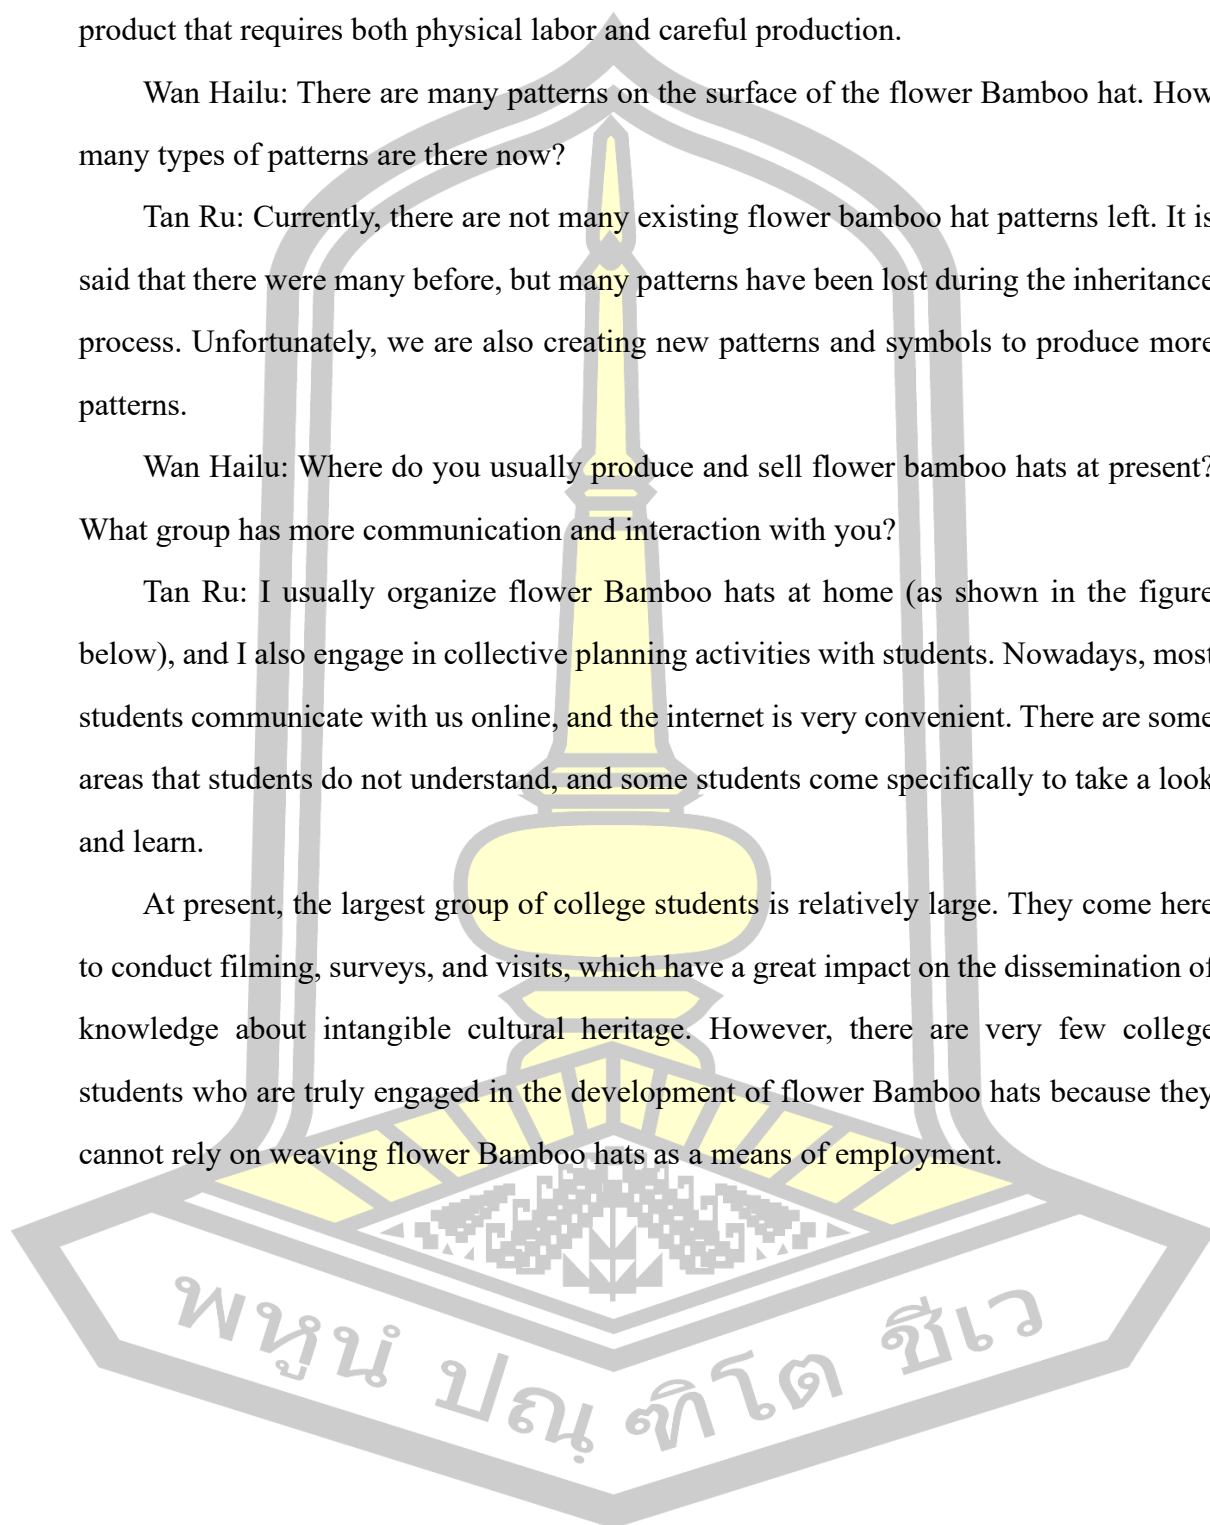 product that requires both physical labor and careful production.
Wan Hailu: There are many patterns on the surface of the flower Bamboo hat. How
many types of patterns are there now?
Tan Ru: Currently, there are not many existing flower bamboo hat patterns left. It is
said that there were many before, but many patterns have been lost during the inheritance
process. Unfortunately, we are also creating new patterns and symbols to produce more
patterns.
Wan Hailu: Where do you usually produce and sell flower bamboo hats at present?
What group has more communication and interaction with you?
Tan Ru: I usually organize flower Bamboo hats at home (as shown in the figure
below), and I also engage in collective planning activities with students. Nowadays, most
students communicate with us online, and the internet is very convenient. There are some
areas that students do not understand, and some students come specifically to take a look
and learn.
At present, the largest group of college students is relatively large. They come here
to conduct filming, surveys, and visits, which have a great impact on the dissemination of
knowledge about intangible cultural heritage. However, there are very few college
students who are truly engaged in the development of flower Bamboo hats because they
cannot rely on weaving flower Bamboo hats as a means of employment.
พหูนํ ปณฺ ฑิโต ชีเว